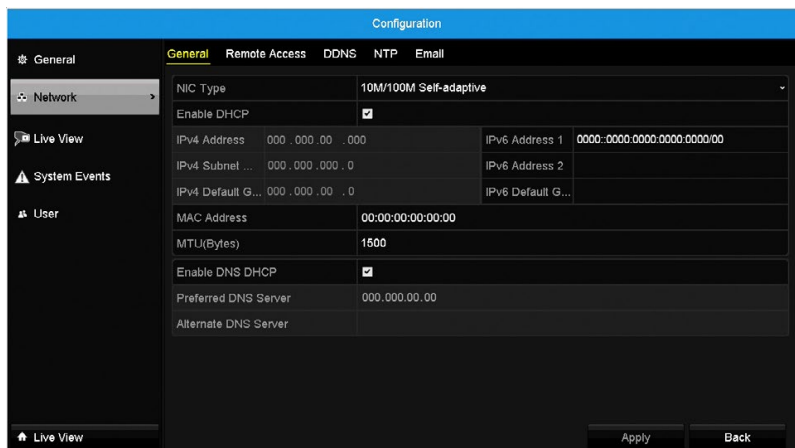 Configuration
General
Network
Live View
System Events
User
Live View
General Remote Access DDNS NTP Email
NIC Type 10M/100M Self-adaptive
Enable DHCP
IPv4 Address 000 .000.00 .000 IPv6 Address 1 0000::0000:0000:0000:0000/00
IPv4 Subnet ... 000.000.000.0 IPv6 Address 2
IPv4 Default G... 000.000.00 .0 IPv6 Default G...
MAC Address 00:00:00:00:00:00
MTU(Bytes) 1500
Enable DNS DHCP
Preferred DNS Server 000.000.00.00
Alternate DNS Server
Apply Back